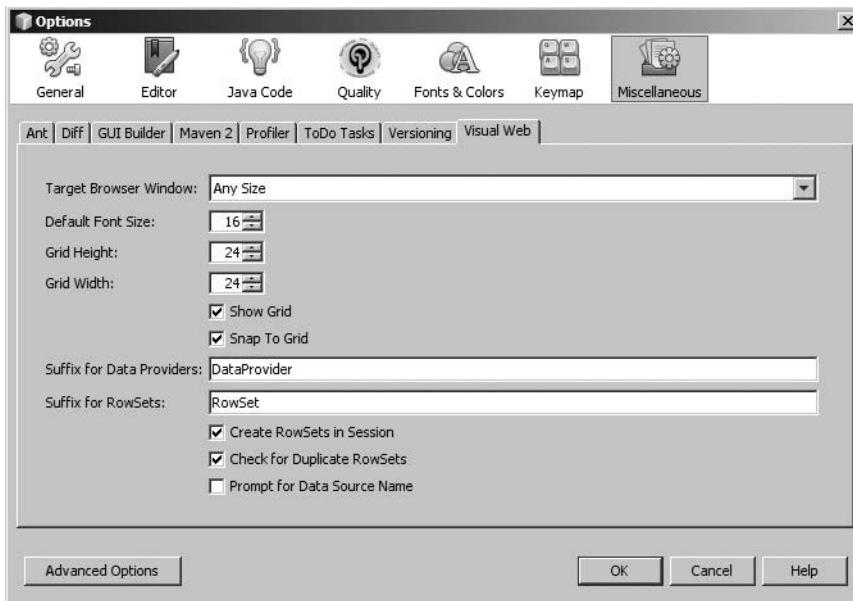 Options
General Editor Java Code Quality Fonts & Colors Keymap Miscellaneous
Ant Diff GUI Builder Maven 2 Profiler ToDo Tasks Versioning Visual Web
Target Browser Window: Any Size
Default Font Size: 16
Grid Height: 24
Grid Width: 24
Show Grid
Snap To Grid
Suffix for Data Providers: DataProvider
Suffix for RowSets: RowSet
Create RowSets in Session
Check for Duplicate RowSets
Prompt for Data Source Name
Advanced Options OK Cancel Help